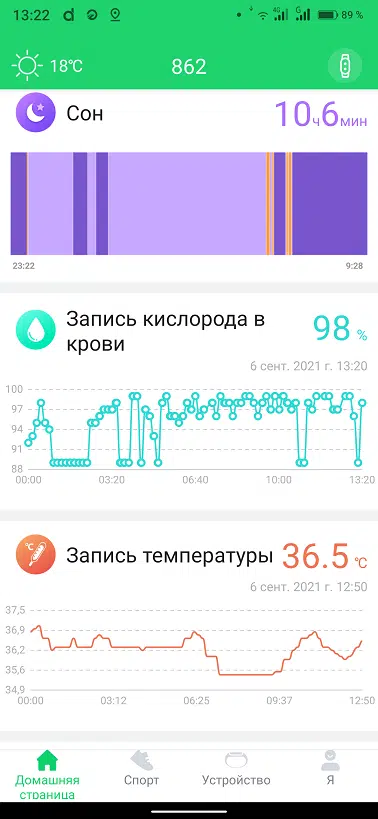 13:22 d 4G G 89 %
18°C 862
Сон 10ч6мин
23:22 9:28
Запись кислорода в
крови
98 %
6 сент. 2021 г. 13:20
100
97
94
91
88
00:00 03:20 06:40 10:00 13:20
°C Запись температуры 36.5 °C
6 сент. 2021 г. 12:50
37,5
36,9
36,2
35,6
34,9
00:00 03:12 06:25 09:37 12:50
Домашняя
страница
Спорт Устройство Я